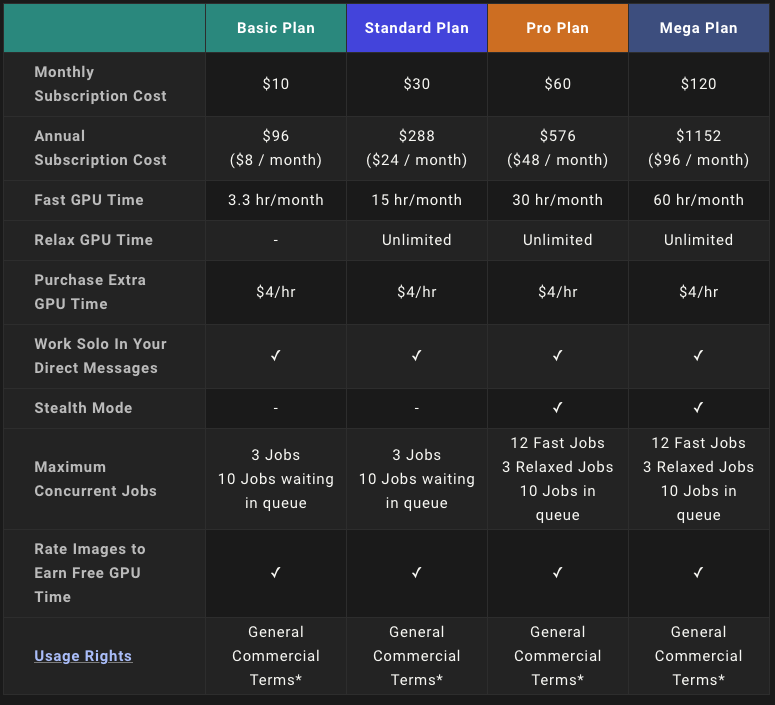 Basic Plan Standard Plan Pro Plan Mega Plan
Monthly
Subscription Cost
$10 $30 $60 $120
Annual
Subscription Cost
$96 $288 $576 $1152
($8 / month) ($24 / month) ($48 / month) ($96 / month)
Fast GPU Time 3.3 hr/month 15 hr/month 30 hr/month 60 hr/month
Relax GPU Time - Unlimited Unlimited Unlimited
Purchase Extra
GPU Time
$4/hr $4/hr $4/hr $4/hr
Work Solo In Your
Direct Messages
✓ ✓ ✓ ✓
Stealth Mode - - ✓ ✓
Maximum
Concurrent Jobs
3 Jobs
10 Jobs waiting
in queue
3 Jobs
10 Jobs waiting
in queue
12 Fast Jobs
3 Relaxed Jobs
10 Jobs in
queue
12 Fast Jobs
3 Relaxed Jobs
10 Jobs in
queue
Rate Images to
Earn Free GPU
Time
✓ ✓ ✓ ✓
Usage Rights
General
Commercial
Terms*
General
Commercial
Terms*
General
Commercial
Terms*
General
Commercial
Terms*